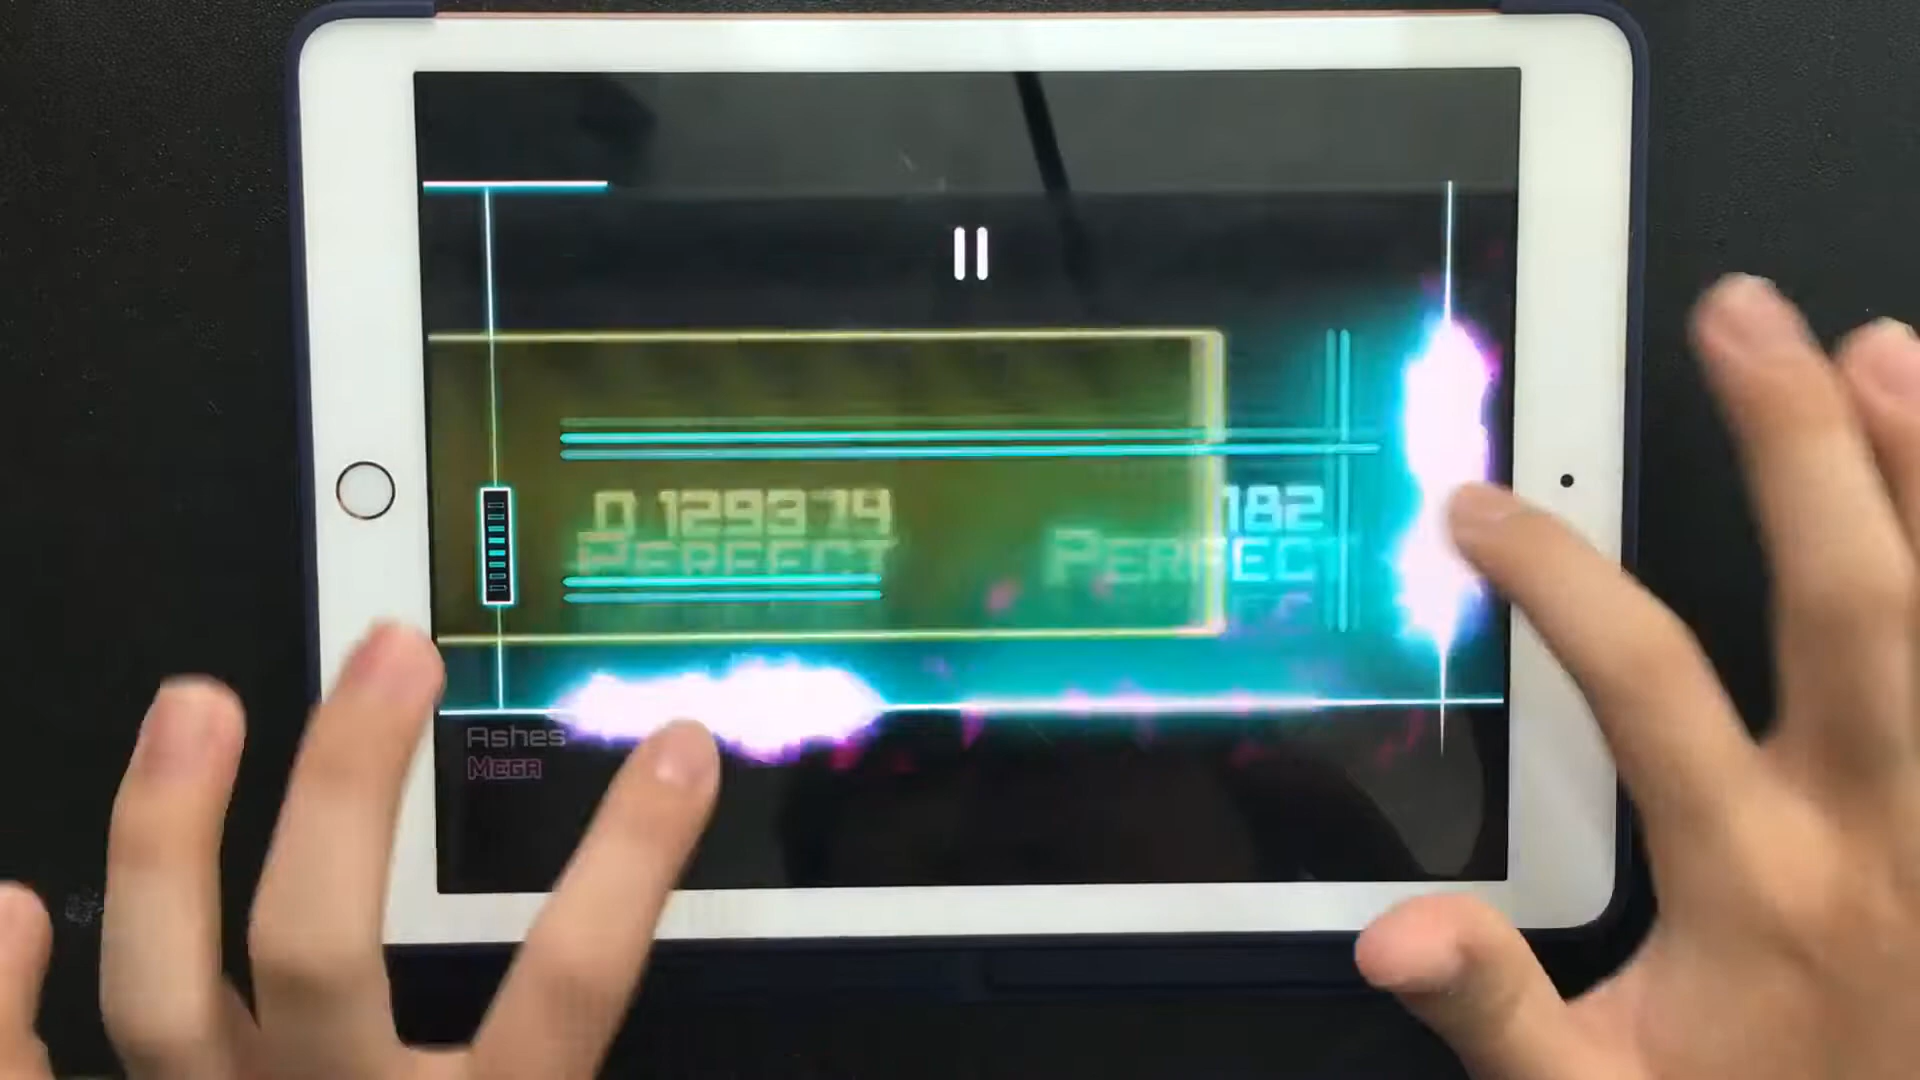 0 129374
182
PERFECT
PERFECT
Ashes
MEGA